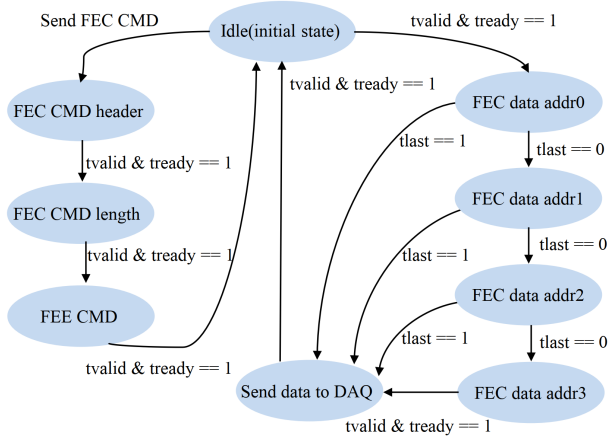 Send FEC CMD
Idle(initial state)
tvalid & tready == 1
tvalid & tready == 1
FEC CMD header
FEC data addr0
tlast == 1
tlast == 0
tvalid & tready == 1
FEC CMD length
FEC data addr1
tlast == 1
tlast == 0
tvalid & tready == 1
FEE CMD
FEC data addr2
tlast == 1
tlast == 0
tvalid & tready == 1
Send data to DAQ
FEC data addr3
tvalid & tready == 1